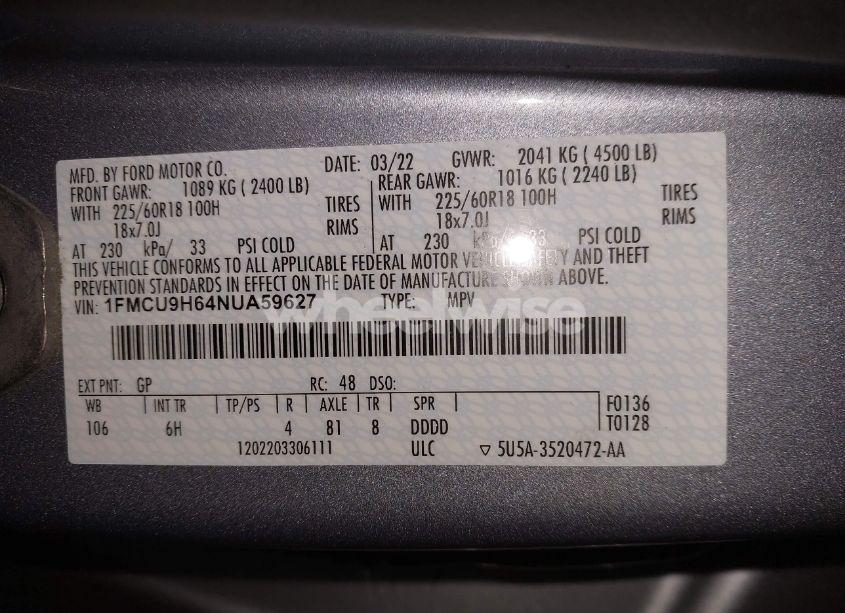 MFD. BY FORD MOTOR CO. DATE: 03/22 GVWR: 2041 KG ( 4500 LB)
FRONT GAWR: 1089 KG ( 2400 LB) REAR GAWR: 1016 KG ( 2240 LB)
WITH 225/60R18 100H TIRES WITH 225/60R18 100H TIRES
18x7.0J RIMS 18x7.0J RIMS
AT 230 kPa/ 33 PSI COLD AT 230 kPa/ 33 PSI COLD
THIS VEHICLE CONFORMS TO ALL APPLICABLE FEDERAL MOTOR VEHICLE SAFETY AND THEFT
PREVENTION STANDARDS IN EFFECT ON THE DATE OF MANUFACTURE SHOWN ABOVE.
VIN: 1FMCU9H64NUA59627 TYPE: MPV
wheelwise
EXT PNT: GP RC: 48 DSO:
WB INT TR TP/PS R AXLE TR SPR F0136
106 6H 4 81 8 DDDD T0128
1202203306111 ULC ▽ 5U5A-3520472-AA